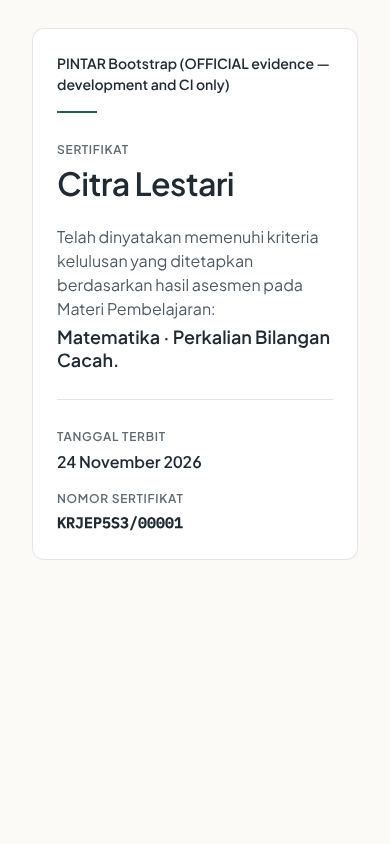 PINTAR Bootstrap (OFFICIAL evidence —
development and CI only)
SERTIFIKAT
Citra Lestari
Telah dinyatakan memenuhi kriteria
kelulusan yang ditetapkan
berdasarkan hasil asesmen pada
Materi Pembelajaran:
Matematika · Perkalian Bilangan
Cacah.
TANGGAL TERBIT
24 November 2026
NOMOR SERTIFIKAT
KRJEP5S3/00001